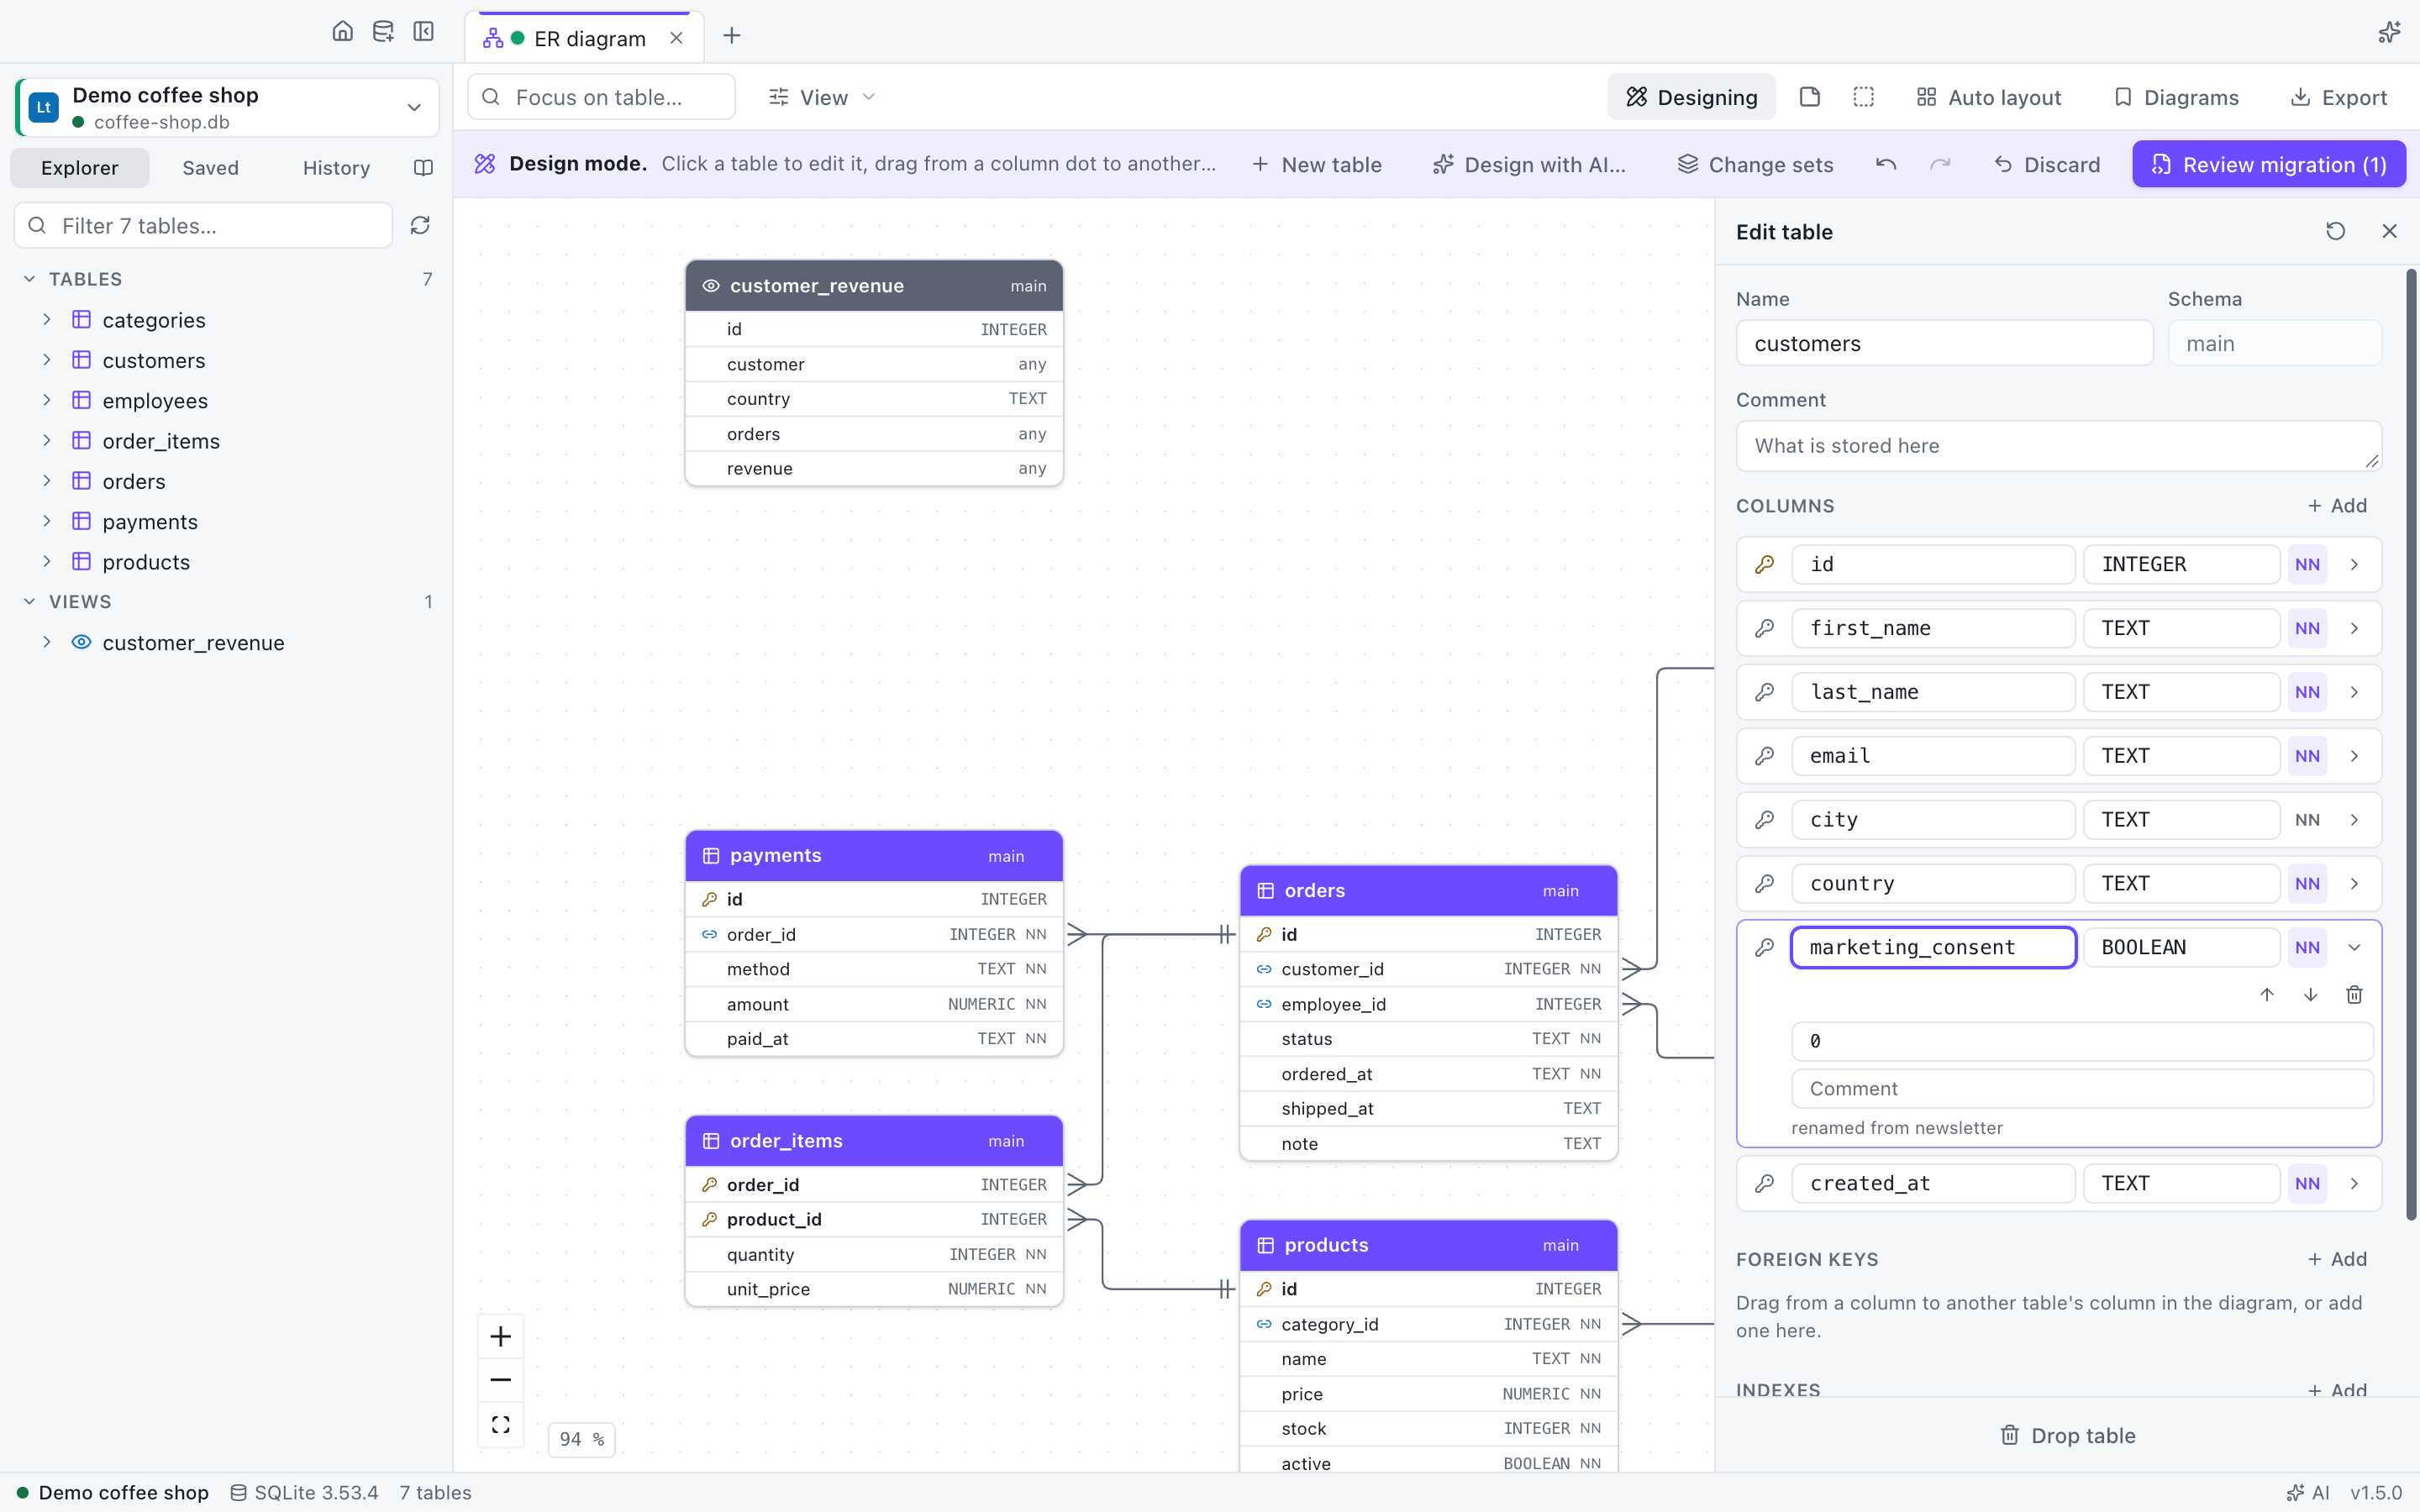 ER diagram
Lt
Demo coffee shop
coffee-shop.db
Explorer
Saved
History
Filter 7 tables...
TABLES 7
categories
customers
employees
order_items
orders
payments
products
VIEWS 1
customer_revenue
Focus on table...
View
Designing
Auto layout
Diagrams
Export
Design mode. Click a table to edit it, drag from a column dot to another...
New table
Design with AI...
Change sets
Discard
Review migration (1)
customer_revenue main
id INTEGER
customer any
country TEXT
orders any
revenue any
payments main
id INTEGER
order_id INTEGER NN
method TEXT NN
amount NUMERIC NN
paid_at TEXT NN
order_items main
order_id INTEGER
product_id INTEGER
quantity INTEGER NN
unit_price NUMERIC NN
orders main
id INTEGER
customer_id INTEGER NN
employee_id INTEGER
status TEXT NN
ordered_at TEXT NN
shipped_at TEXT
note TEXT
products main
id INTEGER
category_id INTEGER NN
name TEXT NN
price NUMERIC NN
stock INTEGER NN
active BOOLEAN NN
94 %
Edit table
Name Schema
customers main
Comment
What is stored here
COLUMNS Add
id INTEGER NN
first_name TEXT NN
last_name TEXT NN
email TEXT NN
city TEXT NN
country TEXT NN
marketing_consent BOOLEAN NN
0
Comment
renamed from newsletter
created_at TEXT NN
FOREIGN KEYS Add
Drag from a column to another table's column in the diagram, or add
one here.
INDEXES Add
Drop table
Demo coffee shop SQLite 3.53.4 7 tables
AI v1.5.0